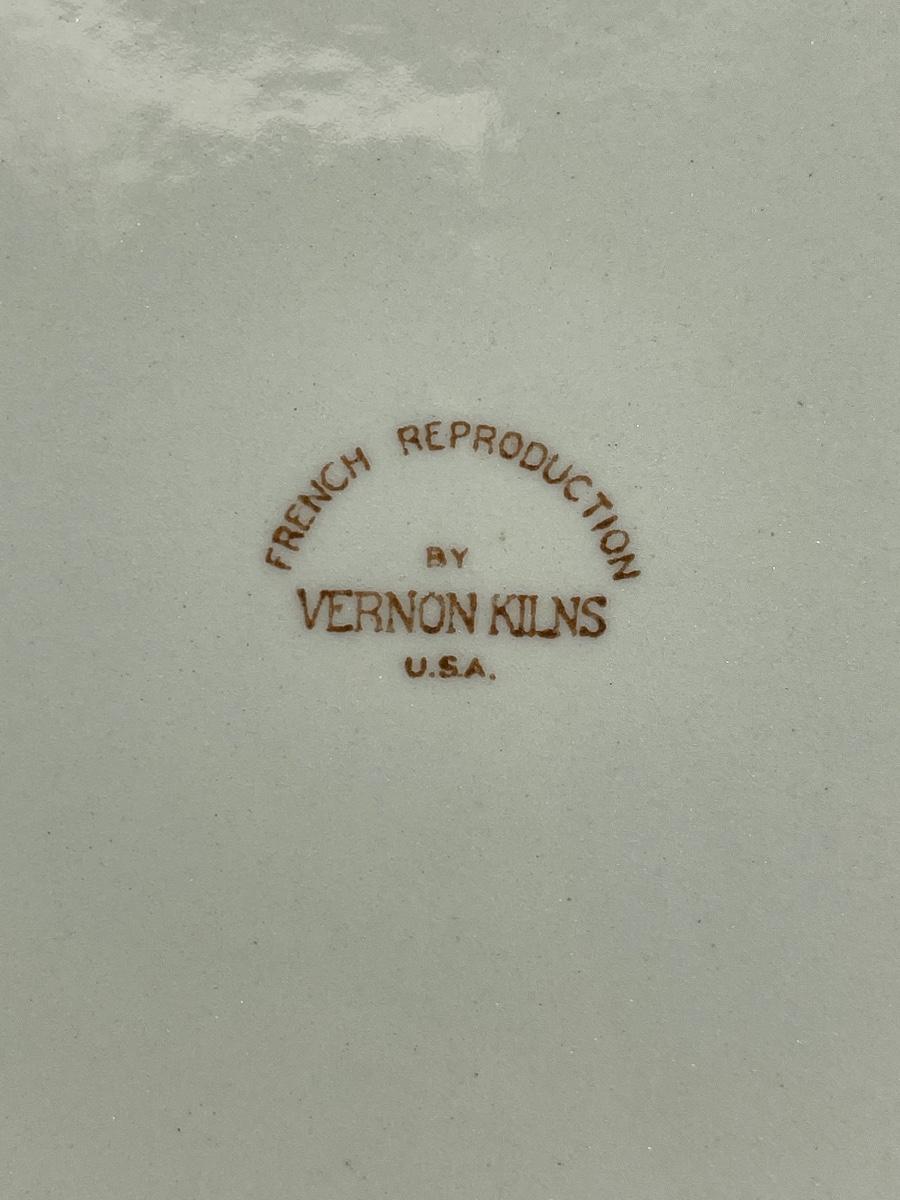 FRENCH REPRODUCTION
BY
VERNON KILNS
U.S.A.